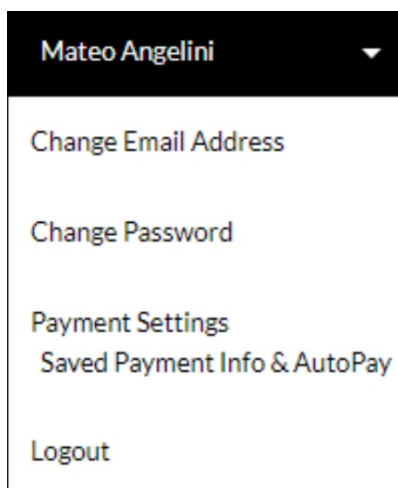 Mateo Angelini
Change Email Address
Change Password
Payment Settings
Saved Payment Info & AutoPay
Logout